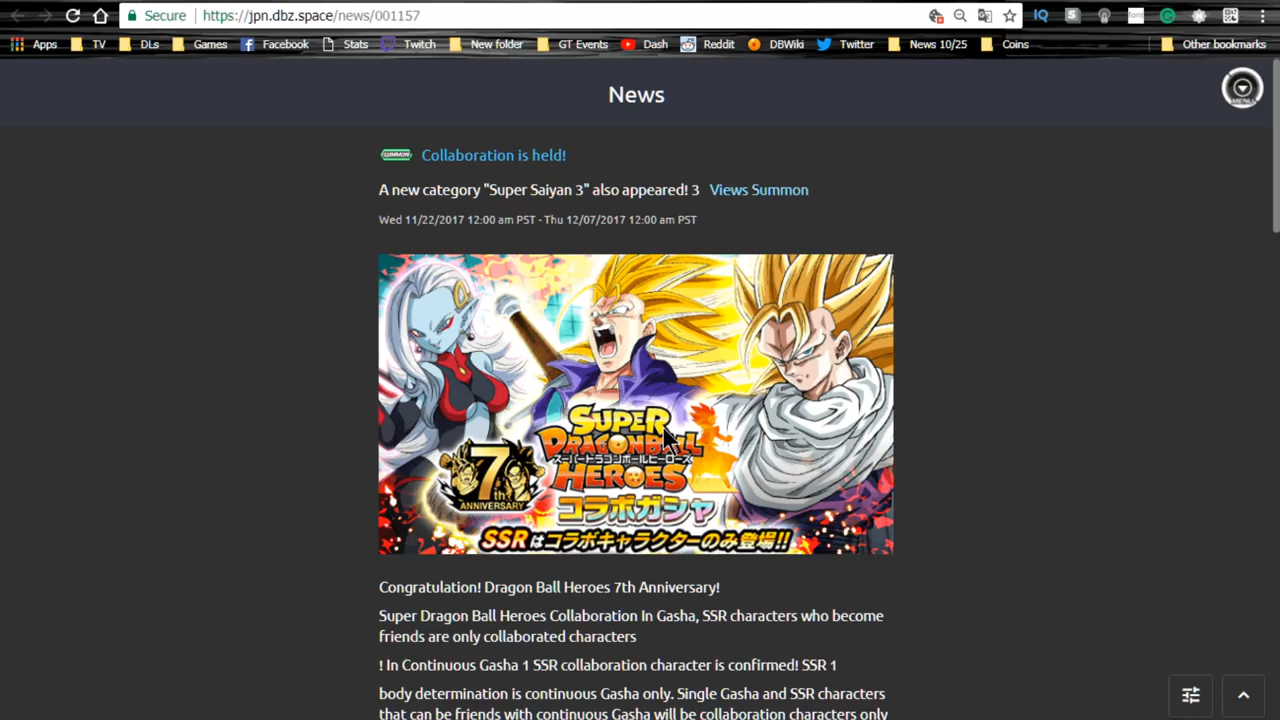 Secure https://jpn.dbz.space/news/001157
Apps TV DLs Games Facebook Stats Twitch New folder GT Events Dash Reddit DBWiki Twitter News 10/25 Coins Other bookmarks
News
MENU
SUMMON Collaboration is held!
A new category "Super Saiyan 3" also appeared! 3 Views Summon
Wed 11/22/2017 12:00 am PST - Thu 12/07/2017 12:00 am PST
SUPER
DRAGONBALL
スーパードラゴンボールヒーローズ
HEROES
7th
ANNIVERSARY
コラボガシャ
SSRはコラボキャラクターのみ登場!!
Congratulation! Dragon Ball Heroes 7th Anniversary!
Super Dragon Ball Heroes Collaboration In Gasha, SSR characters who become
friends are only collaborated characters
! In Continuous Gasha 1 SSR collaboration character is confirmed! SSR 1
body determination is continuous Gasha only. Single Gasha and SSR characters
that can be friends with continuous Gasha will be collaboration characters only